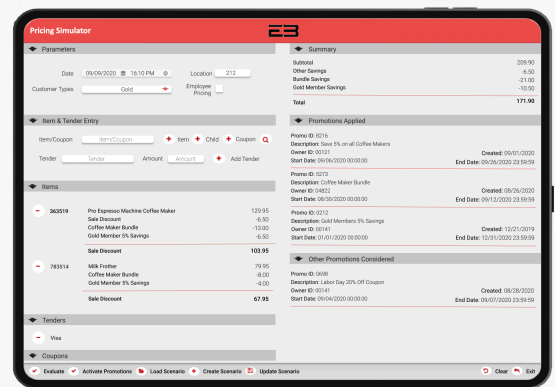 Pricing Simulator
E3
Parameters
Date 09/09/2020 16:10 PM Location 212
Customer Types Gold Employee Pricing
Item & Tender Entry
Item/Coupon Item/Coupon + Item + Child + Coupon
Tender Tender Amount Amount + Add Tender
Items
363519 Pro Espresso Machine Coffee Maker 129.95
Sale Discount -6.50
Coffee Maker Bundle -13.00
Gold Member 5% Savings -6.50
Sale Discount 103.95
783514 Milk Frother 79.95
Coffee Maker Bundle -8.00
Gold Member 5% Savings -4.00
Sale Discount 67.95
Tenders
Visa
Coupons
Summary
Subtotal 209.90
Other Savings -6.50
Bundle Savings -21.00
Gold Member Savings -10.50
Total 171.90
Promotions Applied
Promo ID: 8216
Description: Save 5% on all Coffee Makers
Owner ID: 00121 Created: 09/01/2020
Start Date: 09/06/2020 00:00:00 End Date: 09/26/2020 23:59:59
Promo ID: 5273
Description: Coffee Maker Bundle
Owner ID: 04822 Created: 08/26/2020
Start Date: 08/30/2020 00:00:00 End Date: 09/12/2020 23:59:59
Promo ID: 0212
Description: Gold Members 5% Savings
Owner ID: 00141 Created: 12/21/2019
Start Date: 01/01/2020 00:00:00 End Date: 12/31/2020 23:59:59
Other Promotions Considered
Promo ID: 0698
Description: Labor Day 20% Off Coupon
Owner ID: 00141 Created: 08/28/2020
Start Date: 09/04/2020 00:00:00 End Date: 09/07/2020 23:59:59
Evaluate Activate Promotions Load Scenario Create Scenario Update Scenario Clear Exit